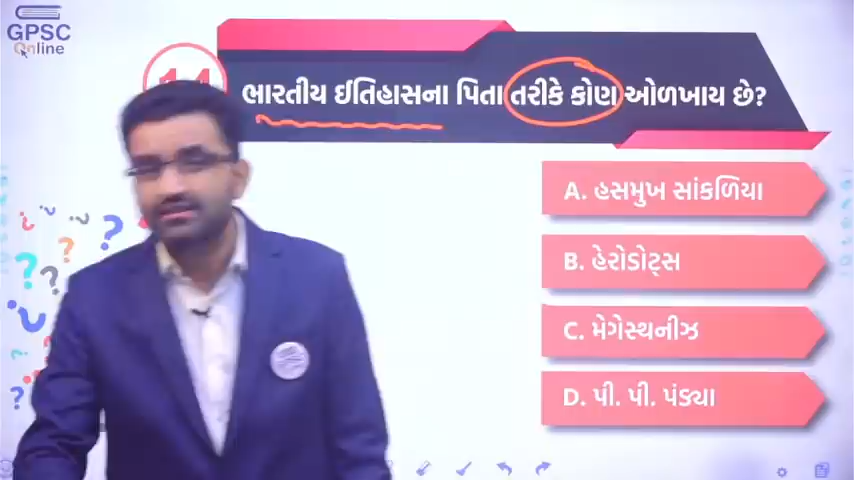 GPSC
Online
ભારતીય ઈતિહાસના પિતા તરીકે કોણ ઓળખાય છે?
A. હસમુખ સાંકળિયા
B. હેરોડોટ્સ
C. મેગેસ્થનીઝ
D. પી. પી. પંડ્યા